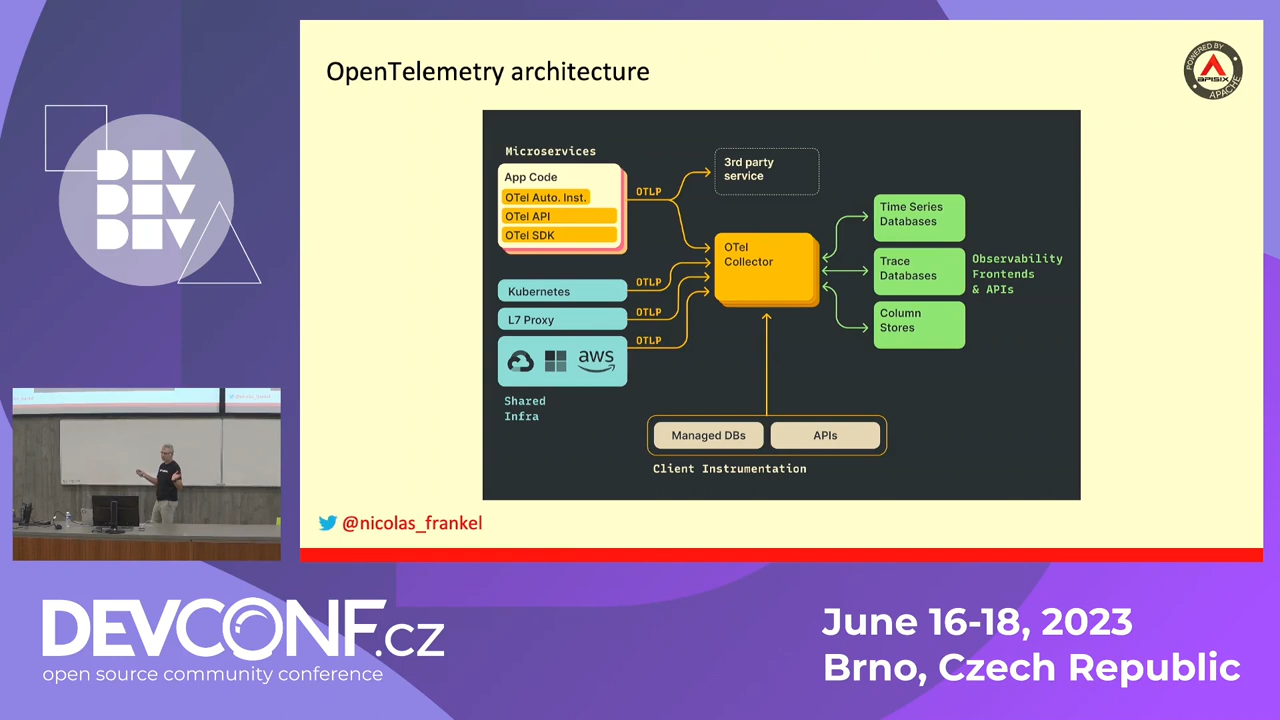 OpenTelemetry architecture
POWERED BY
APISIX
APACHE
DEV
DEV
DEV
Microservices
App Code
OTel Auto. Inst.
OTel API
OTel SDK
OTLP
3rd party
service
OTel
Collector
Kubernetes
OTLP
L7 Proxy
OTLP
OTLP
aws
Shared
Infra
Time Series
Databases
Trace
Databases
Column
Stores
Observability
Frontends
& APIs
Managed DBs
APIs
Client Instrumentation
@nicolas_frankel
DEVCONF.cz
open source community conference
June 16-18, 2023
Brno, Czech Republic